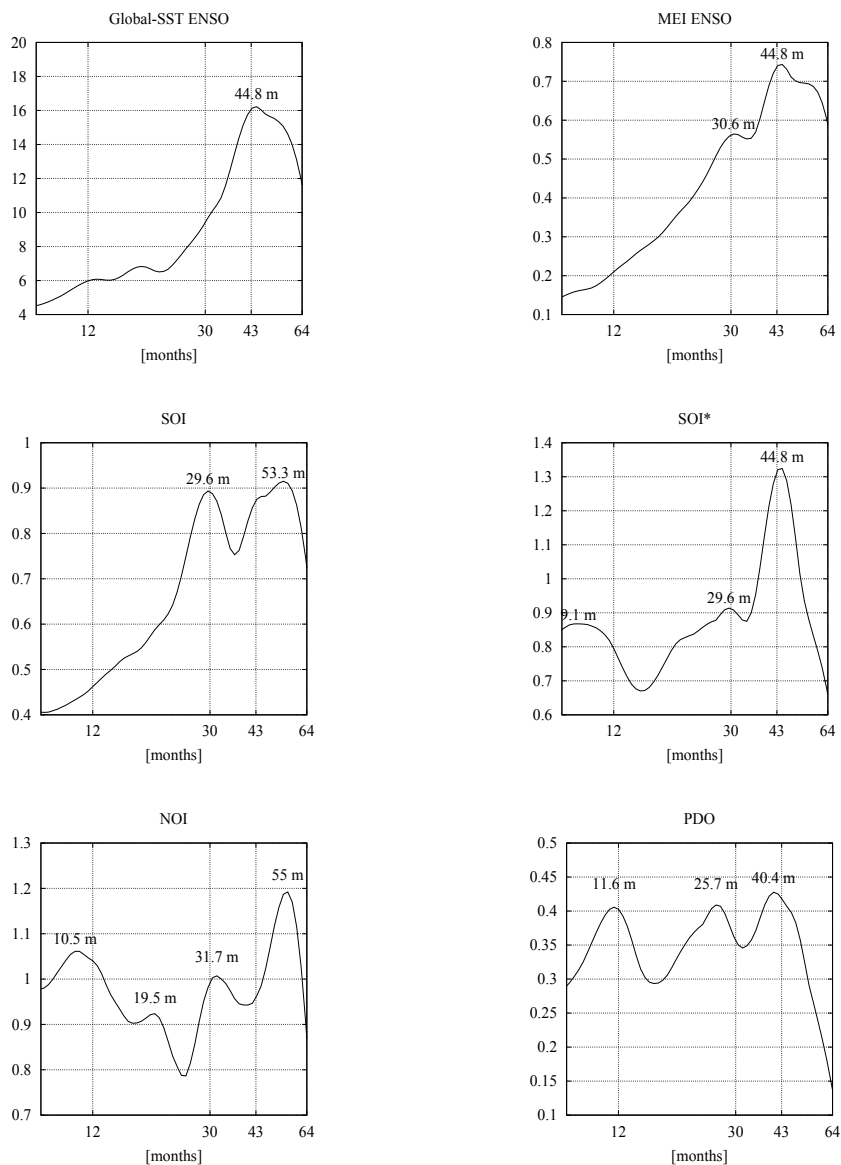 Global-SST ENSO
20
18
16
14
12
10
8
6
4
44.8 m
12 30 43 64
[months]
MEI ENSO
0.8
0.7
0.6
0.5
0.4
0.3
0.2
0.1
44.8 m
30.6 m
12 30 43 64
[months]
SOI
1
0.9
0.8
0.7
0.6
0.5
0.4
29.6 m
53.3 m
12 30 43 64
[months]
SOI*
1.4
1.3
1.2
1.1
1
0.9
0.8
0.7
0.6
44.8 m
29.6 m
9.1 m
12 30 43 64
[months]
NOI
1.3
1.2
1.1
1
0.9
0.8
0.7
55 m
10.5 m
31.7 m
19.5 m
12 30 43 64
[months]
PDO
0.5
0.45
0.4
0.35
0.3
0.25
0.2
0.15
0.1
11.6 m
25.7 m
40.4 m
12 30 43 64
[months]